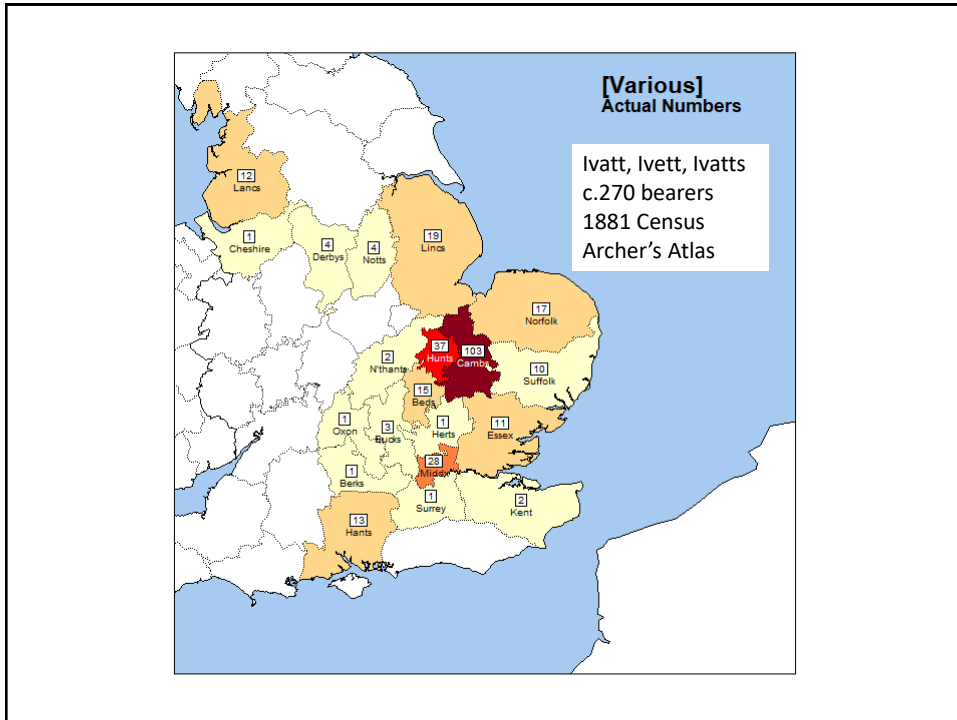 [Various]
Actual Numbers
Ivatt, Ivett, Ivatts
c.270 bearers
1881 Census
Archer's Atlas
12
Lancs
1
Cheshire
4
Derbys
4
Notts
19
Lincs
17
Norfolk
37
Hunts
103
Cambs
2
N'thants
10
Suffolk
15
Beds
1
Oxon
3
Bucks
1
Herts
11
Essex
28
Middx
1
Berks
1
Surrey
2
Kent
13
Hants